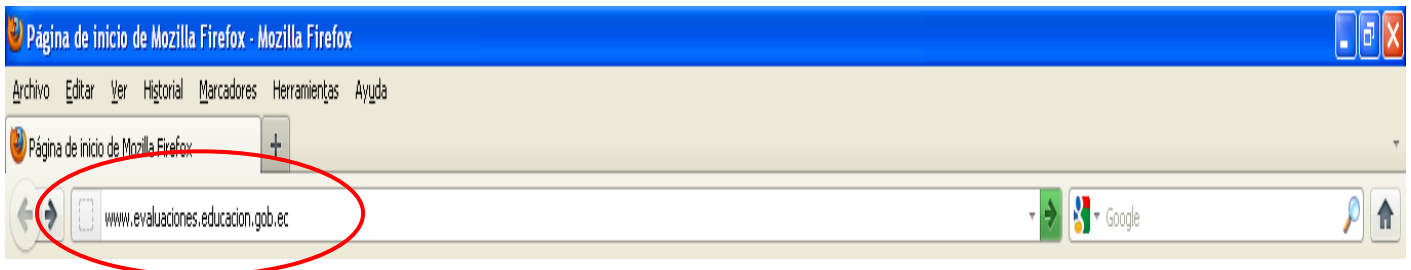 Página de inicio de Mozilla Firefox - Mozilla Firefox
Archivo Editar Ver Historial Marcadores Herramientas Ayuda
Página de inicio de Mozilla Firefox
www.evaluaciones.educacion.gob.ec Google